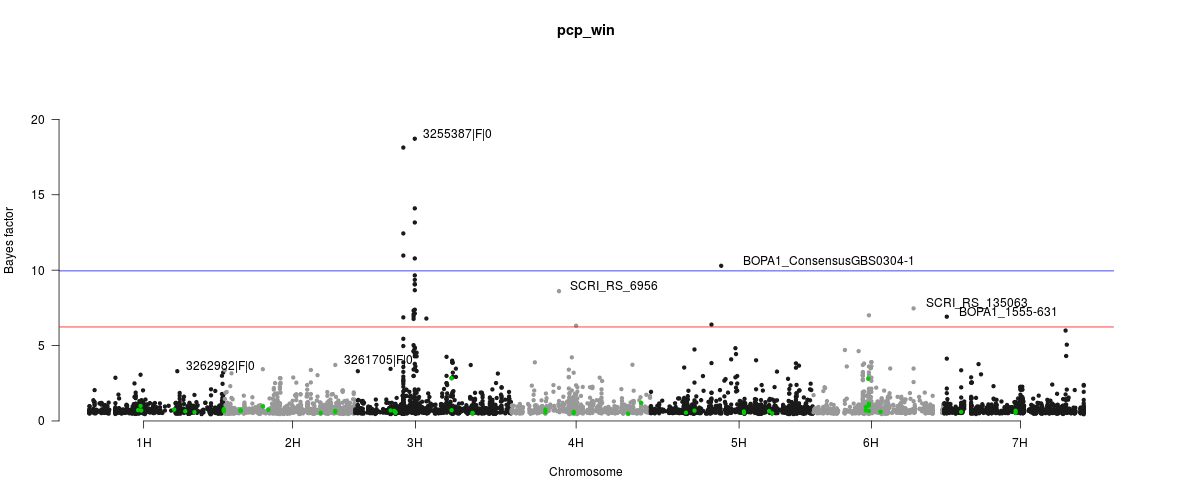 pcp_win
20
3255387|F|0
15
Bayes factor
10
BOPA1_ConsensusGBS0304-1
SCRI_RS_6956
SCRI_RS_135063
BOPA1_1555-631
5
3262982|F|0
3261705|F|0
0
1H 2H 3H 4H 5H 6H 7H
Chromosome